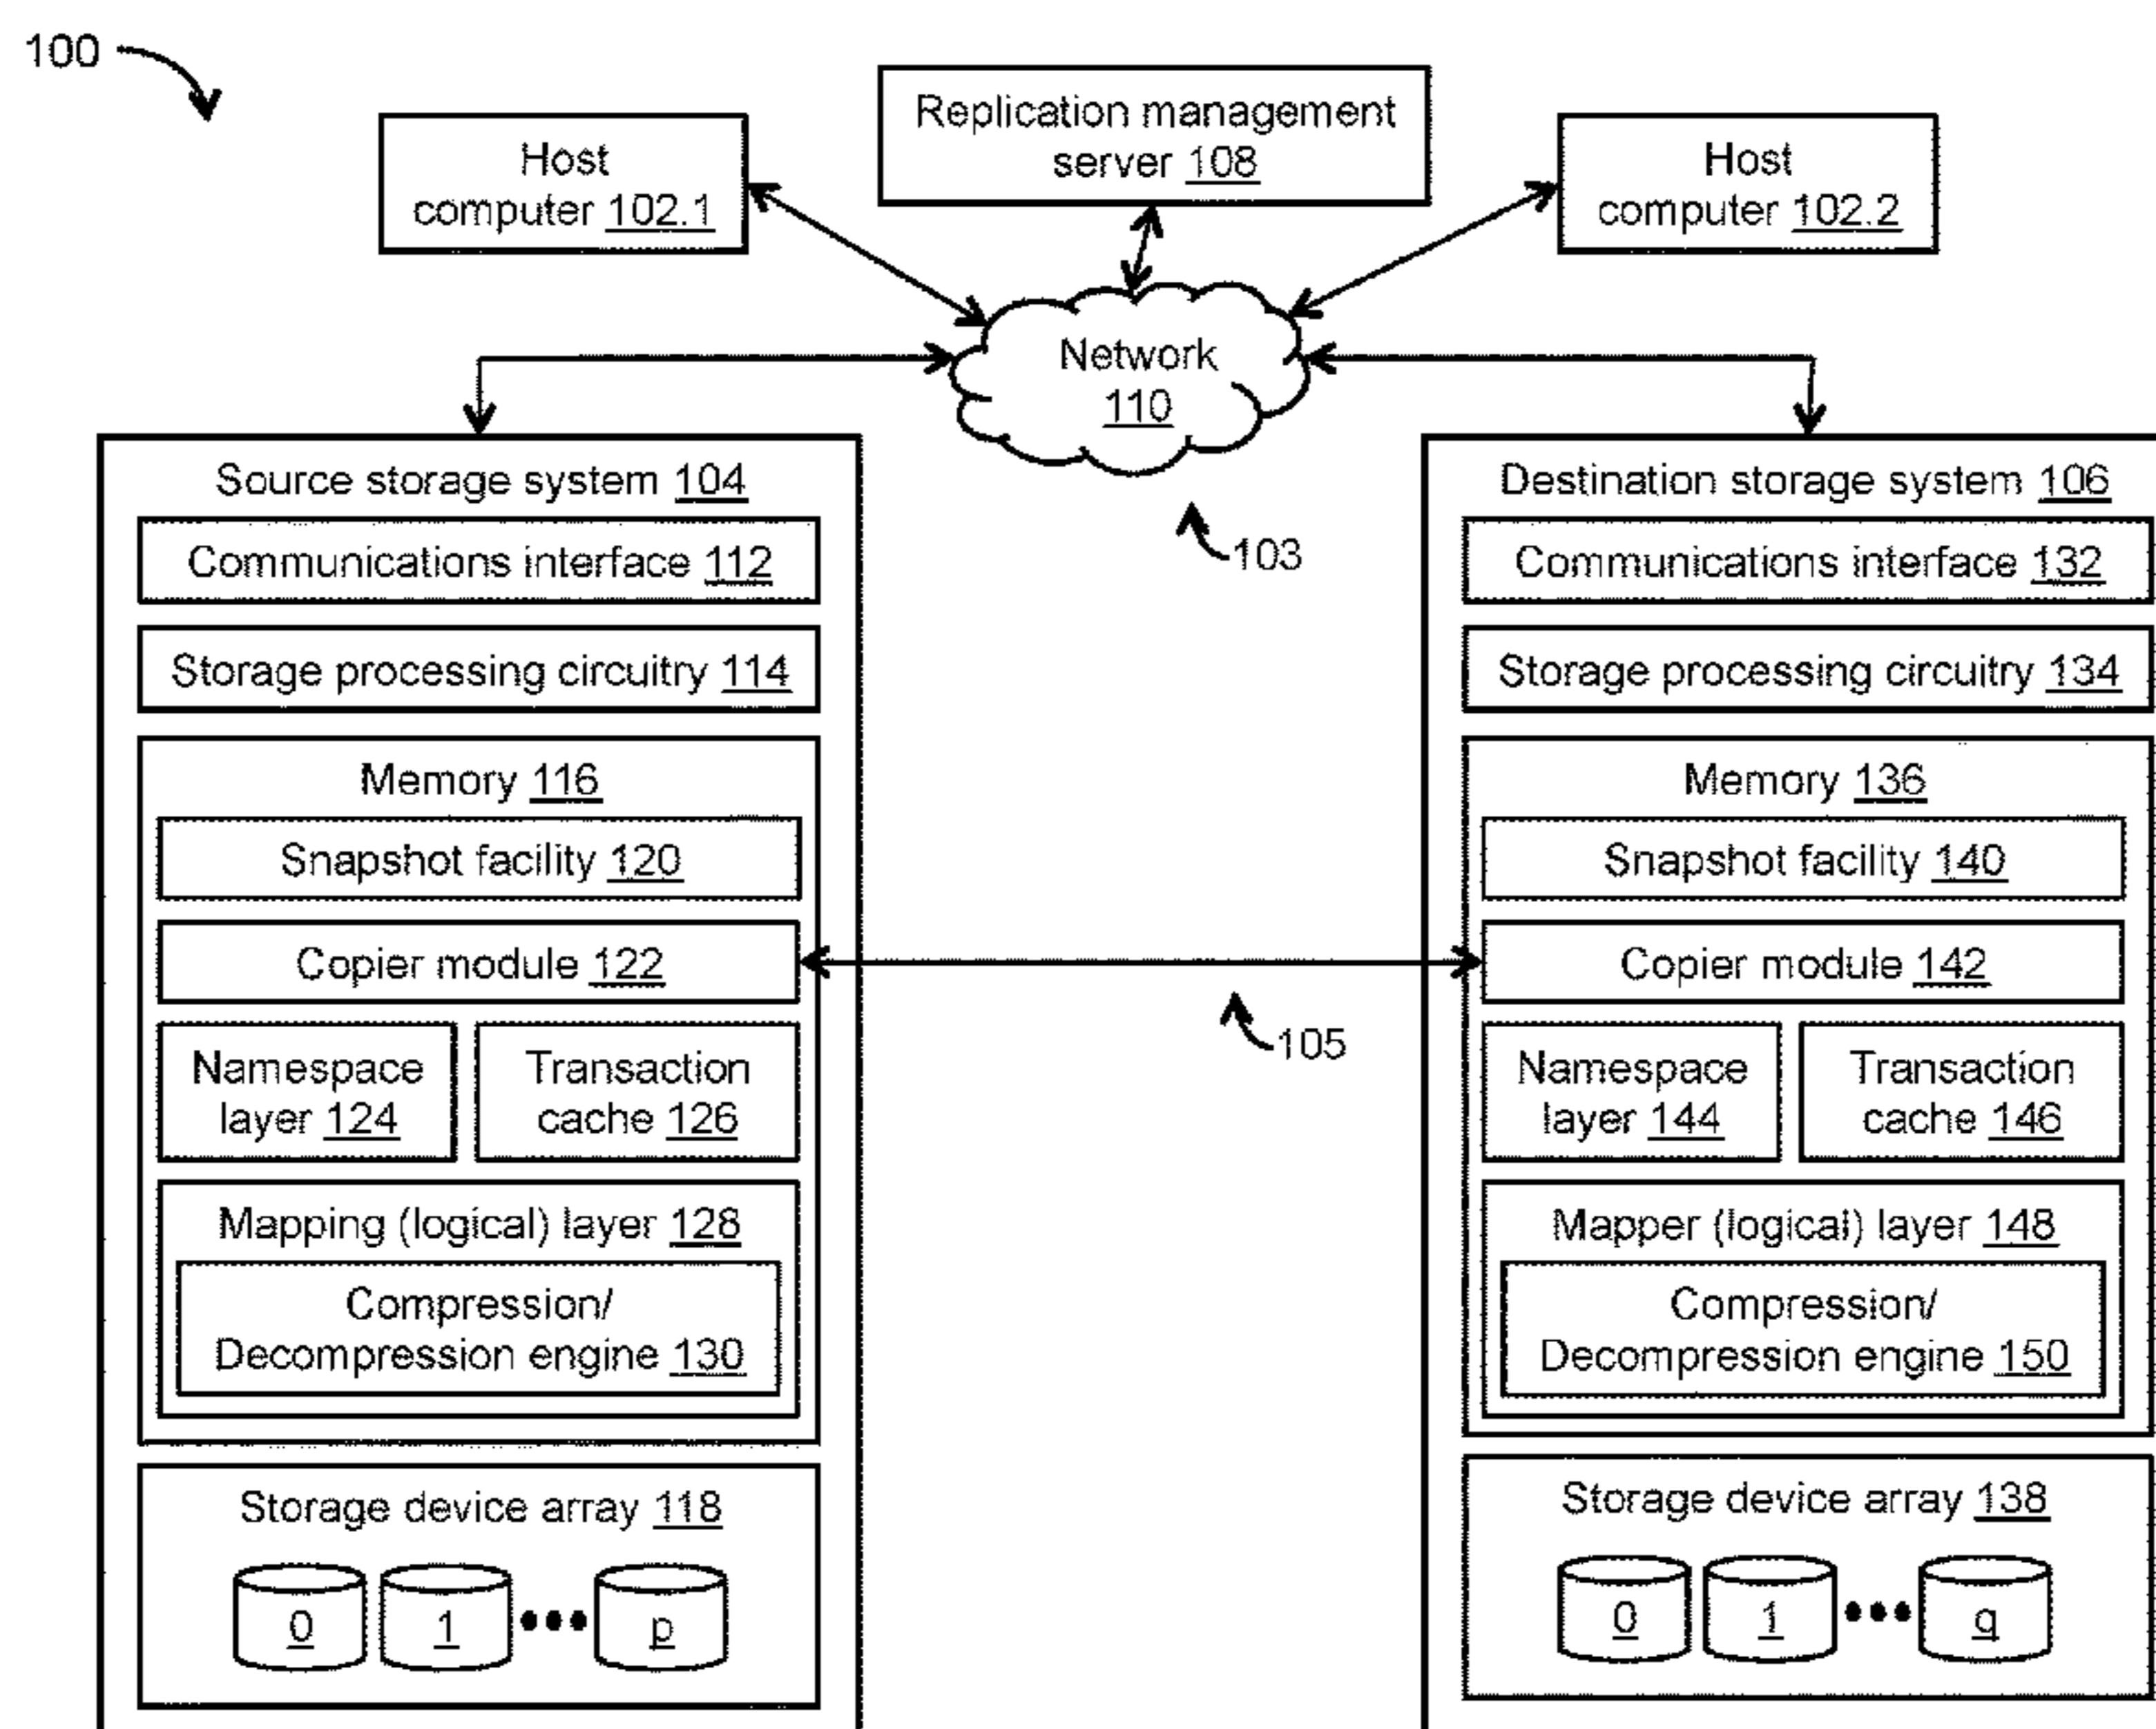 100
Replication management
server 108
Host
computer 102.1
Host
computer 102.2
Network
110
103
Source storage system 104
Communications interface 112
Storage processing circuitry 114
Memory 116
Snapshot facility 120
Copier module 122
Namespace
layer 124
Transaction
cache 126
Mapping (logical) layer 128
Compression/
Decompression engine 130
Storage device array 118
0
1
p
105
Destination storage system 106
Communications interface 132
Storage processing circuitry 134
Memory 136
Snapshot facility 140
Copier module 142
Namespace
layer 144
Transaction
cache 146
Mapper (logical) layer 148
Compression/
Decompression engine 150
Storage device array 138
0
1
q